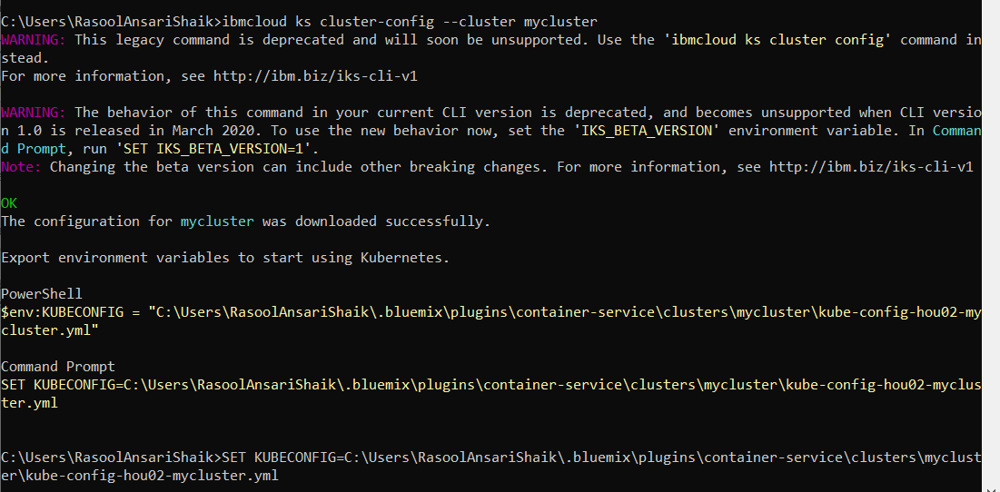 C:\Users\RasoolAnsariShaik>ibmcloud ks cluster-config --cluster mycluster
WARNING: This legacy command is deprecated and will soon be unsupported. Use the 'ibmcloud ks cluster config' command in
stead.
For more information, see http://ibm.biz/iks-cli-v1
WARNING: The behavior of this command in your current CLI version is deprecated, and becomes unsupported when CLI versio
n 1.0 is released in March 2020. To use the new behavior now, set the 'IKS_BETA_VERSION' environment variable. In Comman
d Prompt, run 'SET IKS_BETA_VERSION=1'.
Note: Changing the beta version can include other breaking changes. For more information, see http://ibm.biz/iks-cli-v1
OK
The configuration for mycluster was downloaded successfully.
Export environment variables to start using Kubernetes.
PowerShell
$env:KUBECONFIG = "C:\Users\RasoolAnsariShaik\.bluemix\plugins\container-service\clusters\mycluster\kube-config-hou02-my
cluster.yml"
Command Prompt
SET KUBECONFIG=C:\Users\RasoolAnsariShaik\.bluemix\plugins\container-service\clusters\mycluster\kube-config-hou02-myclus
ter.yml
C:\Users\RasoolAnsariShaik>SET KUBECONFIG=C:\Users\RasoolAnsariShaik\.bluemix\plugins\container-service\clusters\myclust
er\kube-config-hou02-mycluster.yml